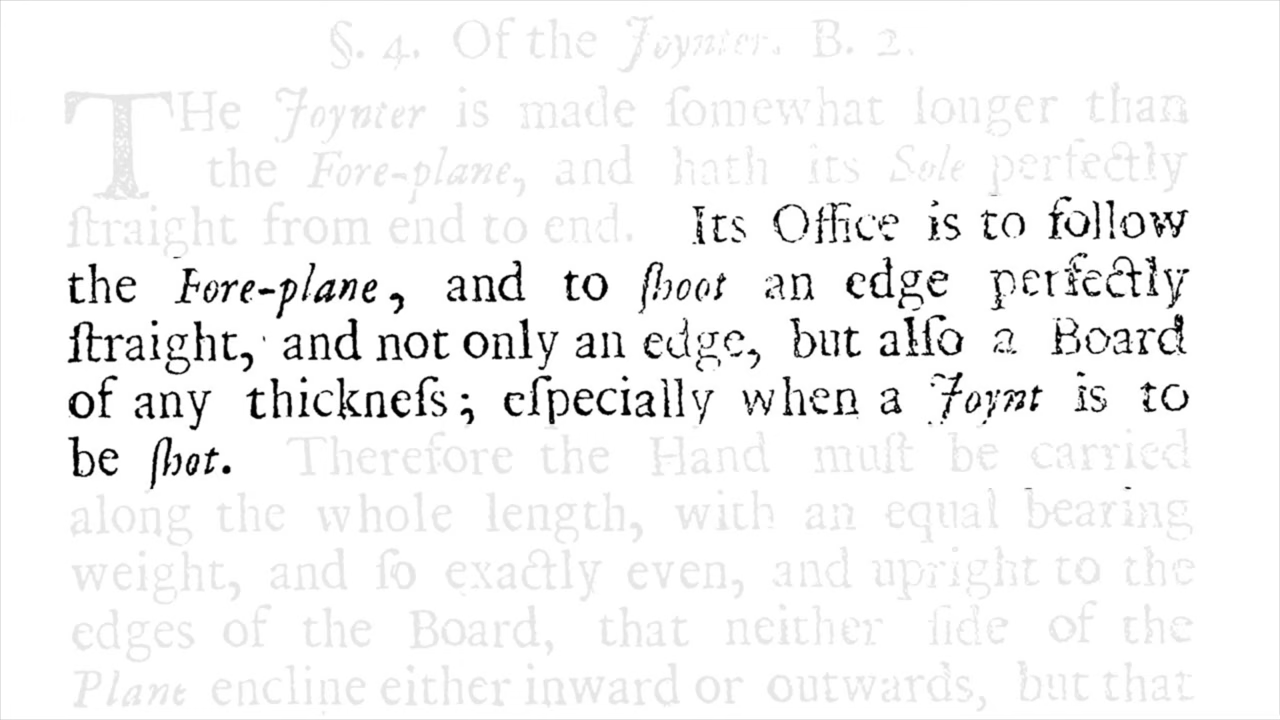 §. 4. Of the Joynter. B. 2.
THe Joynter is made ſomewhat longer than
the Fore-plane, and hath its Sole perfectly
ſtraight from end to end. Its Office is to follow
the Fore-plane, and to ſhoot an edge perfectly
ſtraight, and not only an edge, but alſo a Board
of any thickneſs; eſpecially when a Joynt is to
be ſhot. Therefore the Hand muſt be carried
along the whole length, with an equal bearing
weight, and ſo exactly even, and upright to the
edges of the Board, that neither ſide of the
Plane encline either inward or outwards, but that